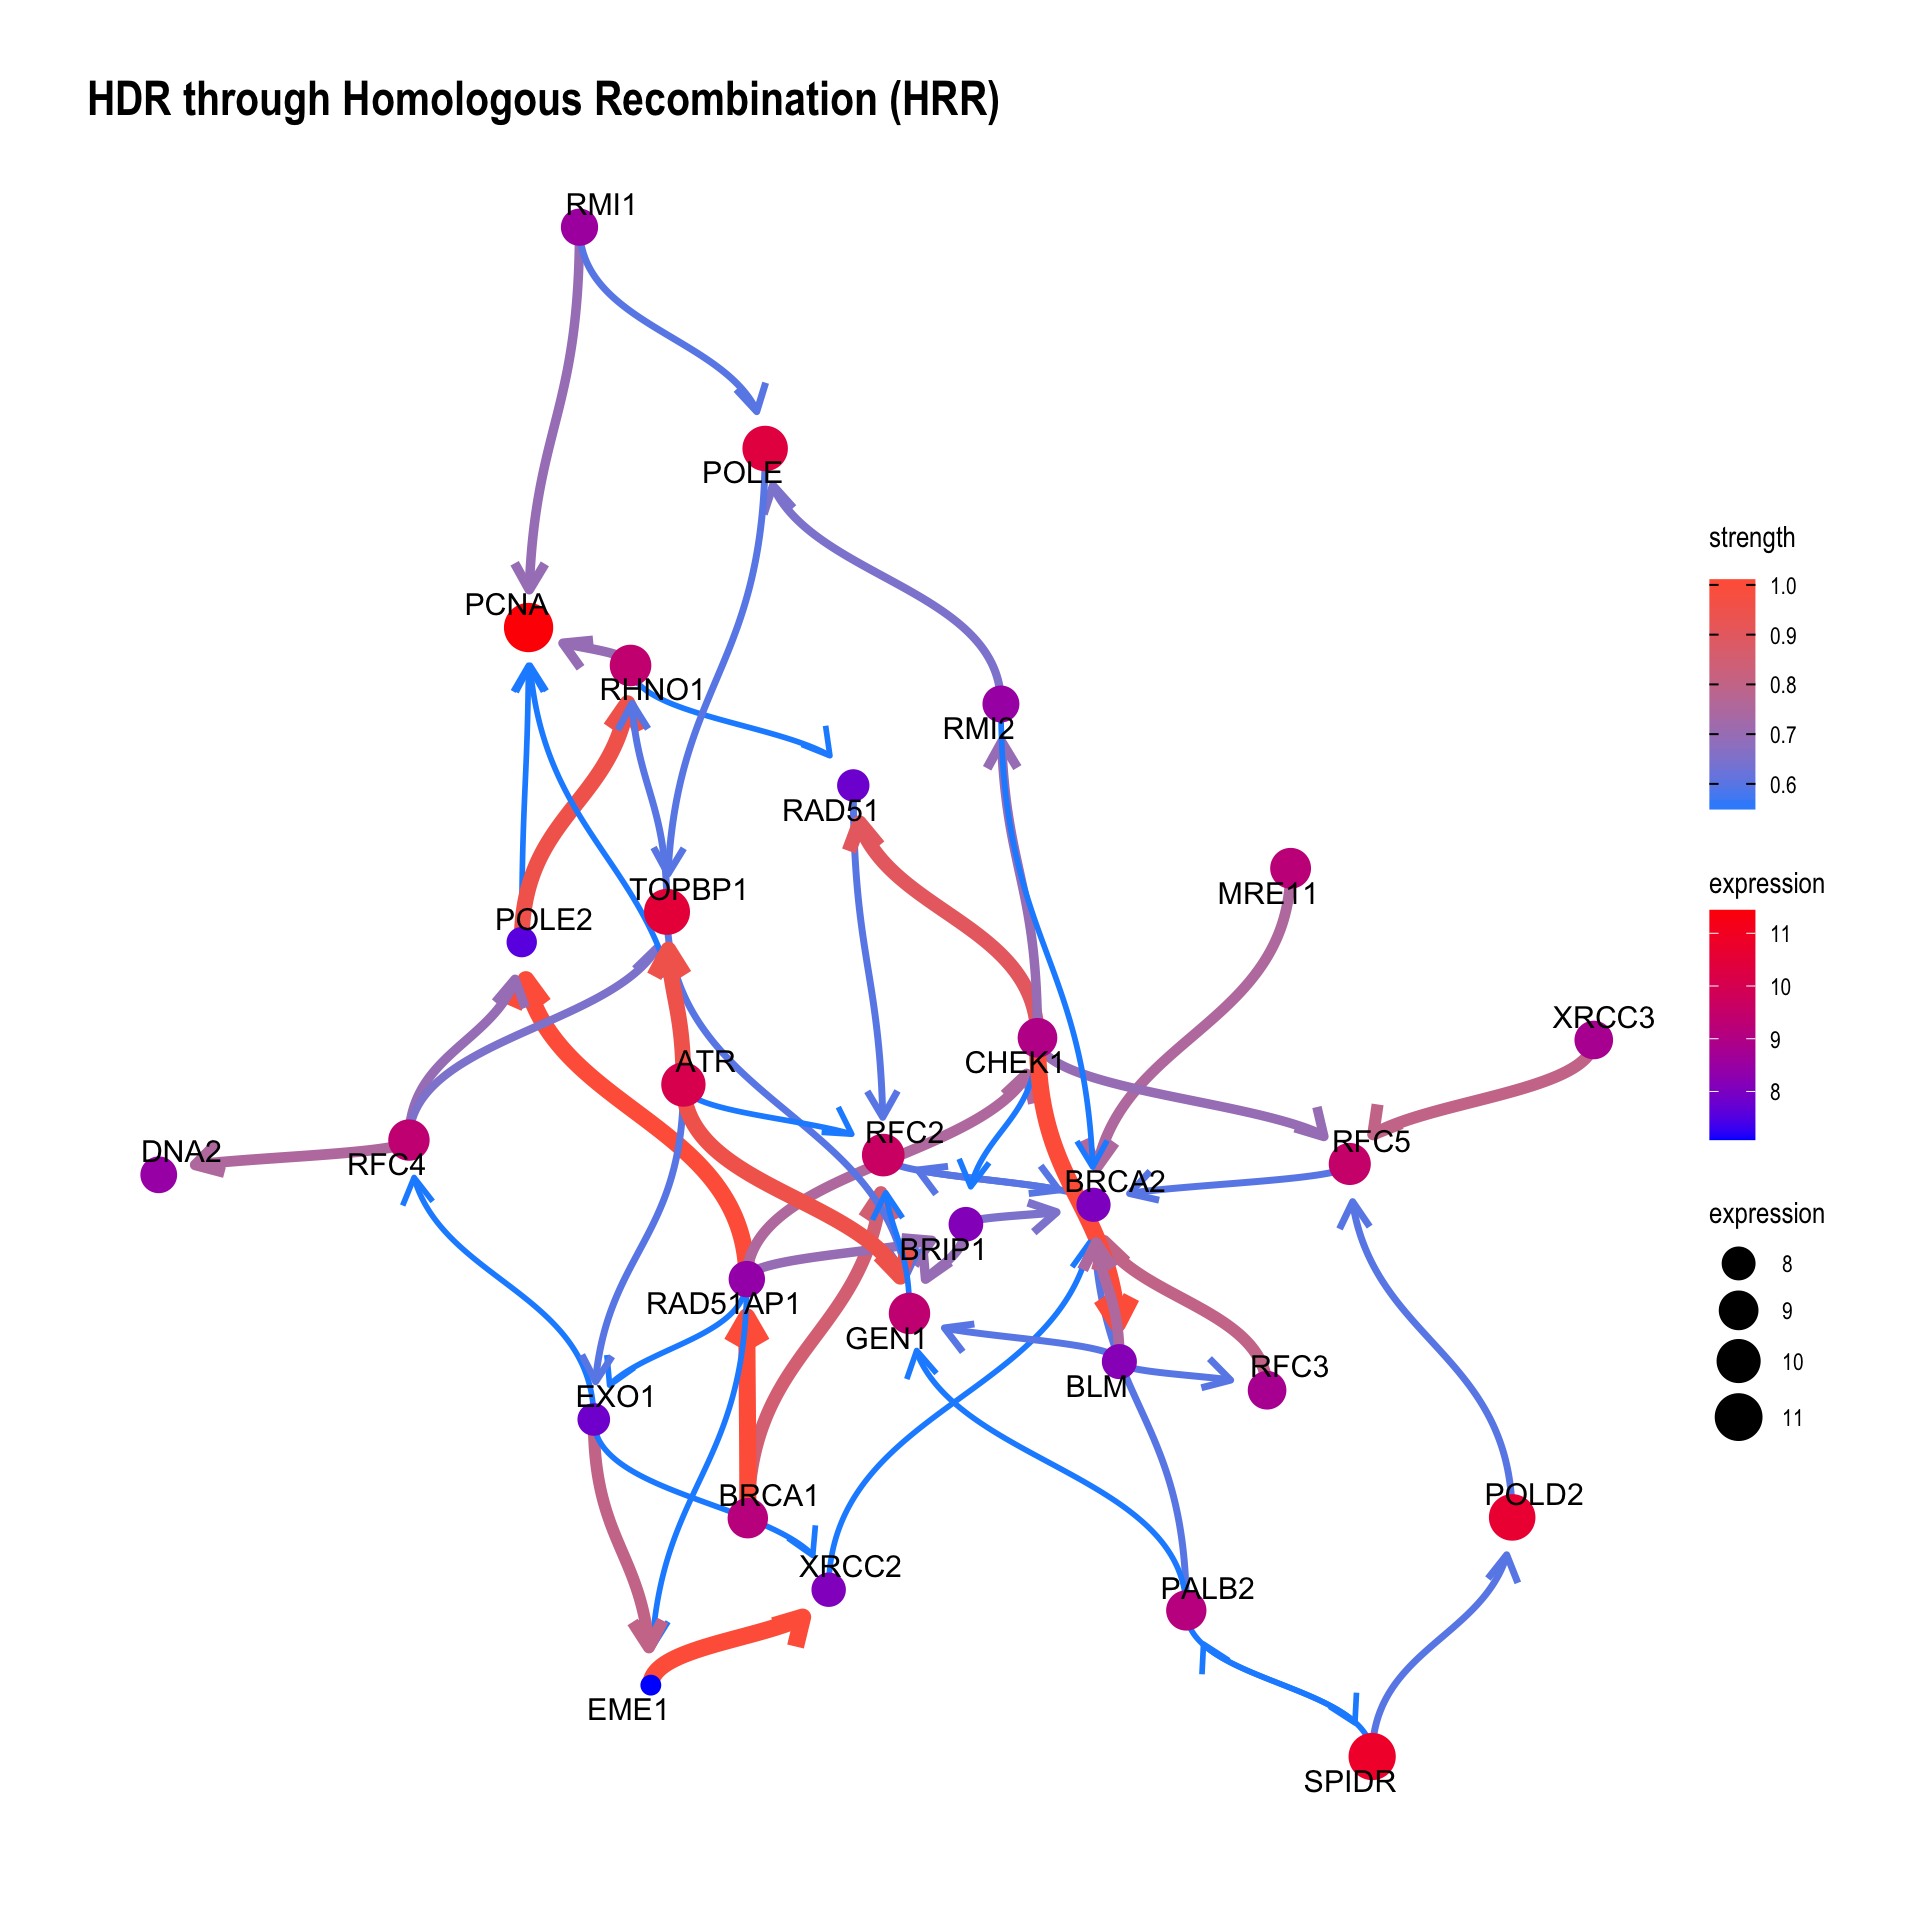 HDR through Homologous Recombination (HRR)
RMI1
POLE
PCNA
RHNO1
RMI2
RAD51
MRE11
TOPBP1
POLE2
XRCC3
ATR
CHEK1
RFC2
RFC5
DNA2
RFC4
BRCA2
BRIP1
RAD51AP1
GEN1
RFC3
BLM
EXO1
BRCA1
POLD2
XRCC2
PALB2
EME1
SPIDR
strength
1.0
0.9
0.8
0.7
0.6
expression
11
10
9
8
expression
8
9
10
11